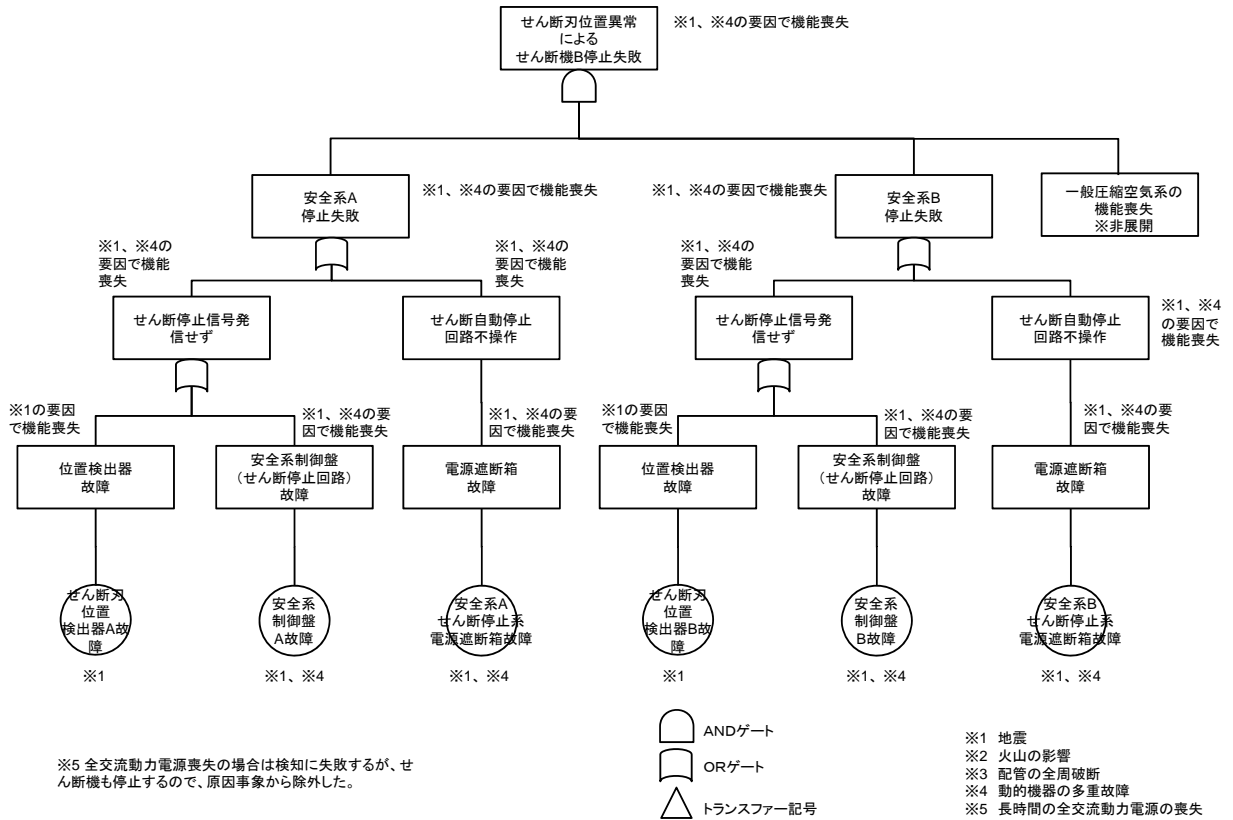 せん断刃位置異常
による
せん断機B停止失敗
※1、※4の要因で機能喪失
安全系A
停止失敗
※1、※4の要因で機能喪失
※1、※4の要因で機能喪失
安全系B
停止失敗
一般圧縮空気系の
機能喪失
※非展開
※1、※4の
要因で機能
喪失
※1、※4の
要因で機能
喪失
※1、※4の
要因で機能
喪失
せん断停止信号発
信せず
せん断自動停止
回路不操作
せん断停止信号発
信せず
せん断自動停止
回路不操作
※1、※4
の要因で
機能喪失
※1の要因
で機能喪失
※1、※4の要
因で機能喪失
※1、※4の要
因で機能喪失
※1の要因
で機能喪失
※1、※4の要
因で機能喪失
※1、※4の要
因で機能喪失
位置検出器
故障
安全系制御盤
(せん断停止回路)
故障
電源遮断箱
故障
位置検出器
故障
安全系制御盤
(せん断停止回路)
故障
電源遮断箱
故障
せん断刃
位置
検出器A故
障
安全系
制御盤
A故障
安全系A
せん断停止系
電源遮断箱故障
せん断刃
位置
検出器B故
障
安全系
制御盤
B故障
安全系B
せん断停止系
電源遮断箱故障
※1
※1、※4
※1、※4
※1
※1、※4
※1、※4
※5 全交流動力電源喪失の場合は検知に失敗するが、せ
ん断機も停止するので、原因事象から除外した。
ANDゲート
ORゲート
トランスファー記号
※1 地震
※2 火山の影響
※3 配管の全周破断
※4 動的機器の多重故障
※5 長時間の全交流動力電源の喪失